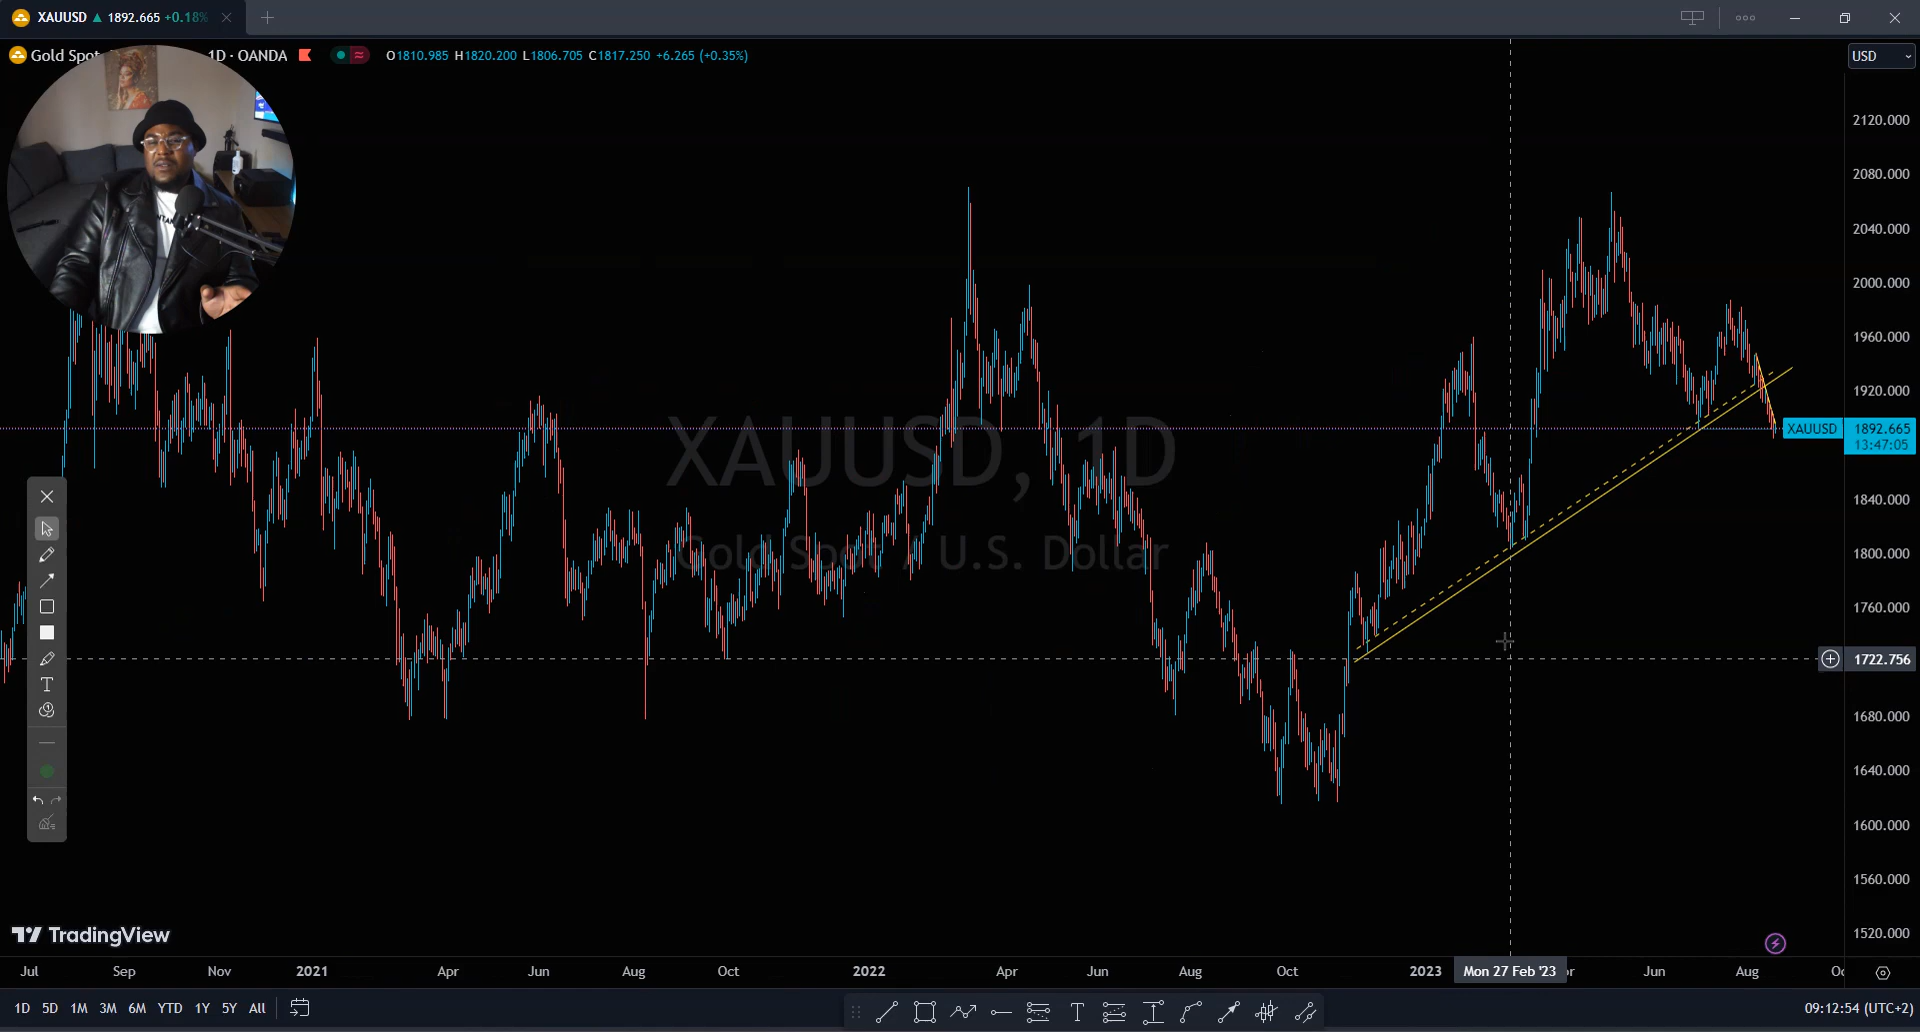 XAUUSD ▲ 1892.665 +0.18%
Gold Spot 1D · OANDA O1810.985 H1820.200 L1806.705 C1817.250 +6.265 (+0.35%)
USD
2120.000
2080.000
2040.000
2000.000
1960.000
1920.000
XAUUSD 1892.665
13:47:05
1840.000
1800.000
1760.000
1722.756
1680.000
1640.000
1600.000
1560.000
1520.000
XAUUSD, 1D
Gold Spot / U.S. Dollar
T
TradingView
Jul Sep Nov 2021 Apr Jun Aug Oct 2022 Apr Jun Aug Oct 2023 Mon 27 Feb '23 Jun Aug
1D 5D 1M 3M 6M YTD 1Y 5Y All T 09:12:54 (UTC+2)